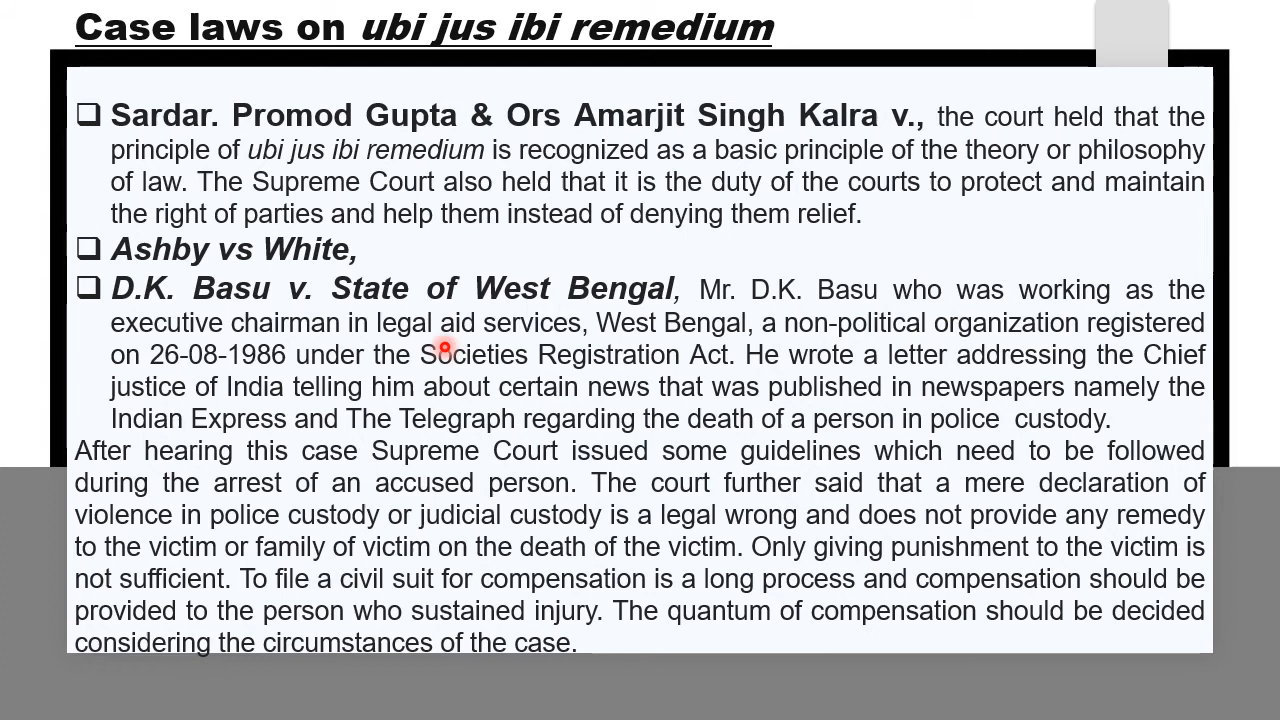 Case laws on ubi jus ibi remedium
❑ Sardar. Promod Gupta & Ors Amarjit Singh Kalra v., the court held that the
principle of ubi jus ibi remedium is recognized as a basic principle of the theory or philosophy
of law. The Supreme Court also held that it is the duty of the courts to protect and maintain
the right of parties and help them instead of denying them relief.
❑ Ashby vs White,
❑ D.K. Basu v. State of West Bengal, Mr. D.K. Basu who was working as the
executive chairman in legal aid services, West Bengal, a non-political organization registered
on 26-08-1986 under the Societies Registration Act. He wrote a letter addressing the Chief
justice of India telling him about certain news that was published in newspapers namely the
Indian Express and The Telegraph regarding the death of a person in police custody.
After hearing this case Supreme Court issued some guidelines which need to be followed
during the arrest of an accused person. The court further said that a mere declaration of
violence in police custody or judicial custody is a legal wrong and does not provide any remedy
to the victim or family of victim on the death of the victim. Only giving punishment to the victim is
not sufficient. To file a civil suit for compensation is a long process and compensation should be
provided to the person who sustained injury. The quantum of compensation should be decided
considering the circumstances of the case.